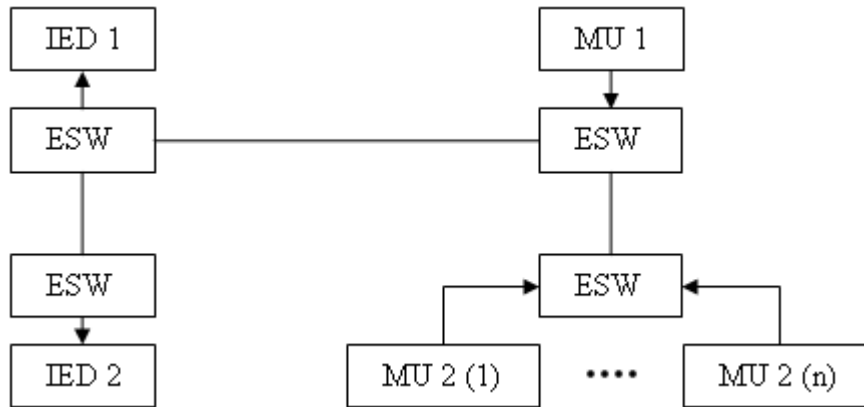 IED 1
MU 1
ESW
ESW
ESW
ESW
IED 2
MU 2 (1)
••••
MU 2 (n)